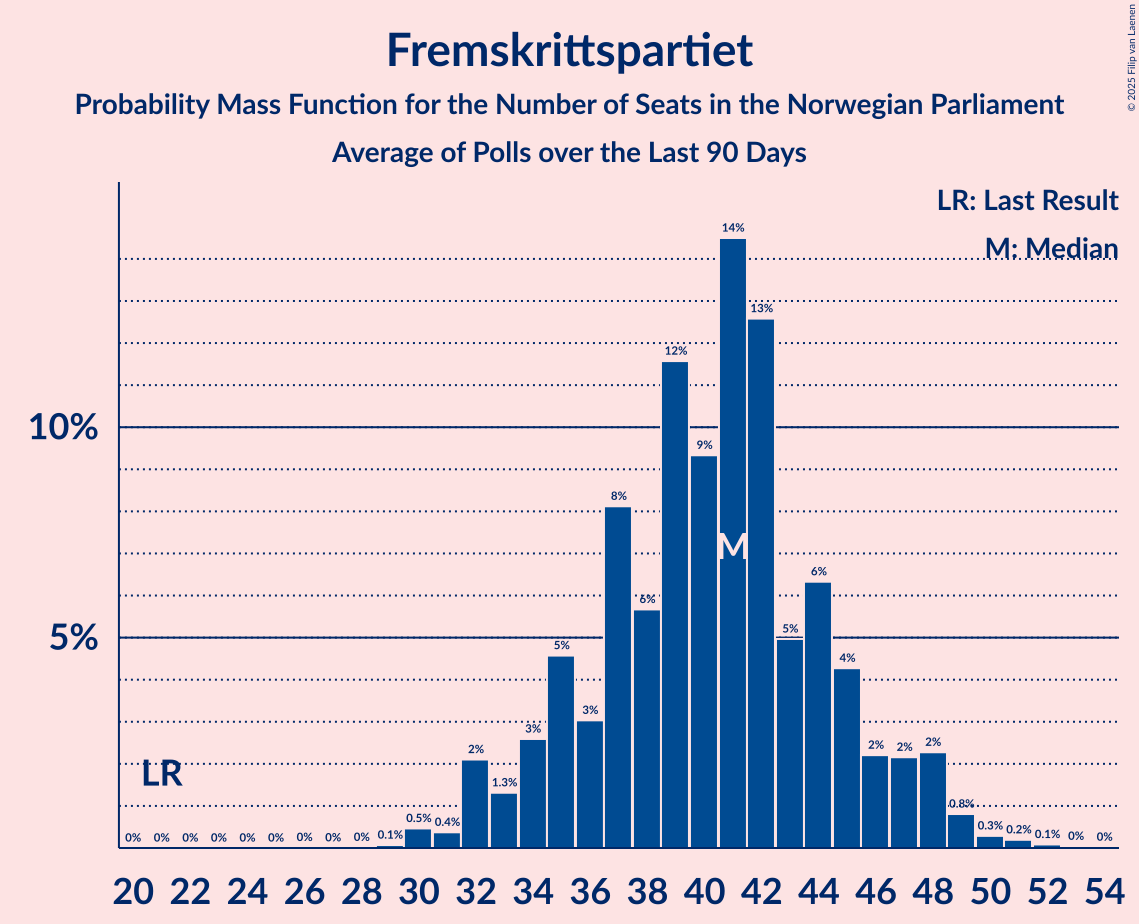 Fremskrittspartiet
Probability Mass Function for the Number of Seats in the Norwegian Parliament
Average of Polls over the Last 90 Days
© 2025 Filip van Laenen
LR: Last Result
M: Median
10%
5%
LR
M
0% 0% 0% 0% 0% 0% 0% 0% 0% 0.1% 0.5% 0.4% 2% 1.3% 3% 5% 3% 8% 6% 12% 9% 14% 13% 5% 6% 4% 2% 2% 2% 0.8% 0.3% 0.2% 0.1% 0% 0%
20 22 24 26 28 30 32 34 36 38 40 42 44 46 48 50 52 54